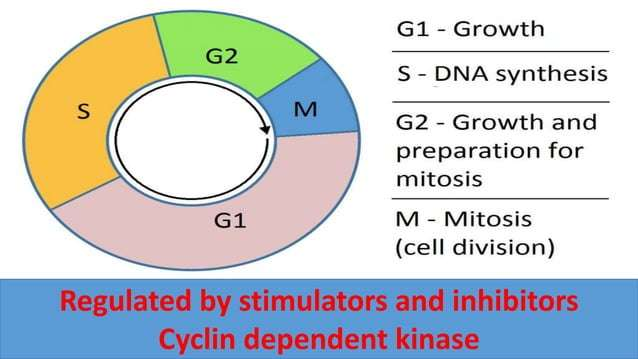 G2
S
M
G1
G1 - Growth
S - DNA synthesis
G2 - Growth and
preparation for
mitosis
M - Mitosis
(cell division)
Regulated by stimulators and inhibitors
Cyclin dependent kinase